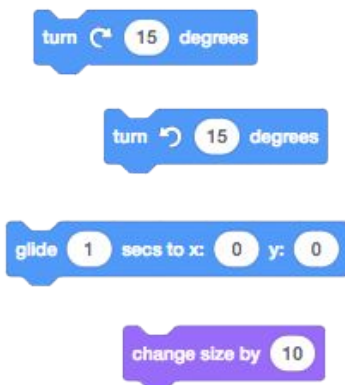 turn 15 degrees
turn 15 degrees
glide 1 secs to x: 0 y: 0
change size by 10